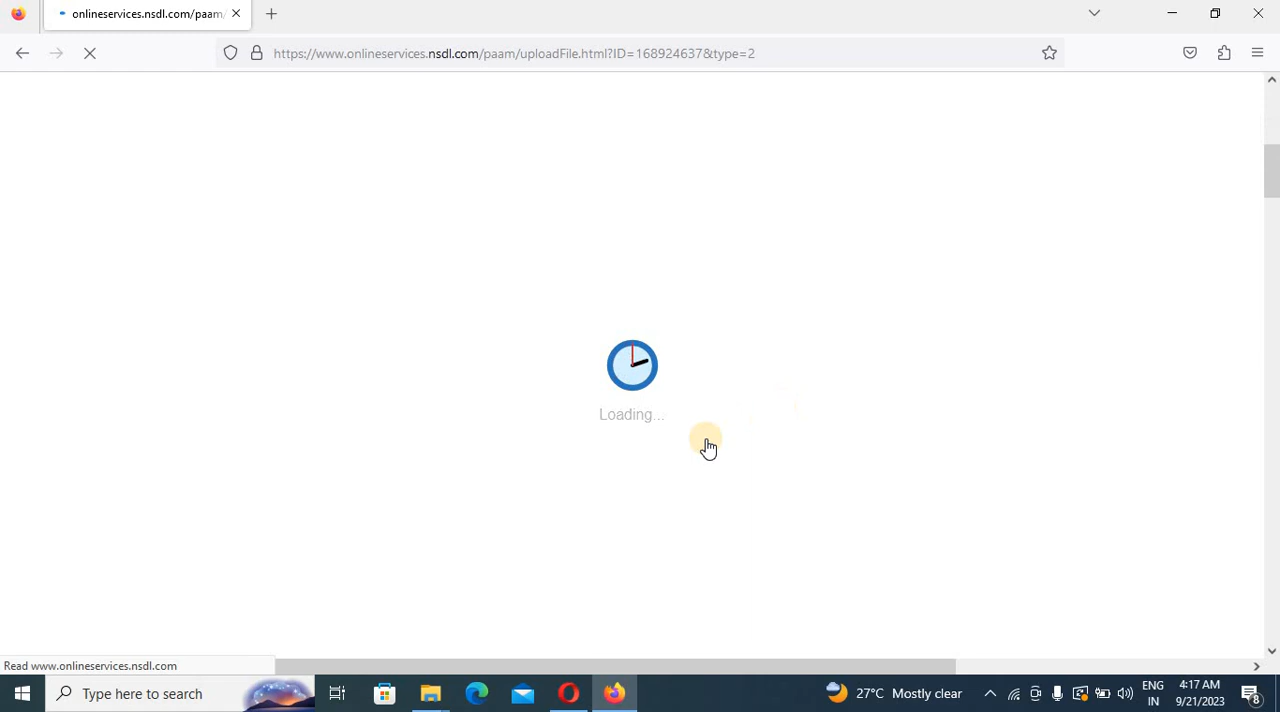 onlineservices.nsdl.com/paam/
https://www.onlineservices.nsdl.com/paam/uploadFile.html?ID=168924637&type=2
Loading...
Read www.onlineservices.nsdl.com
Type here to search
27°C Mostly clear
ENG
IN
4:17 AM
9/21/2023
8